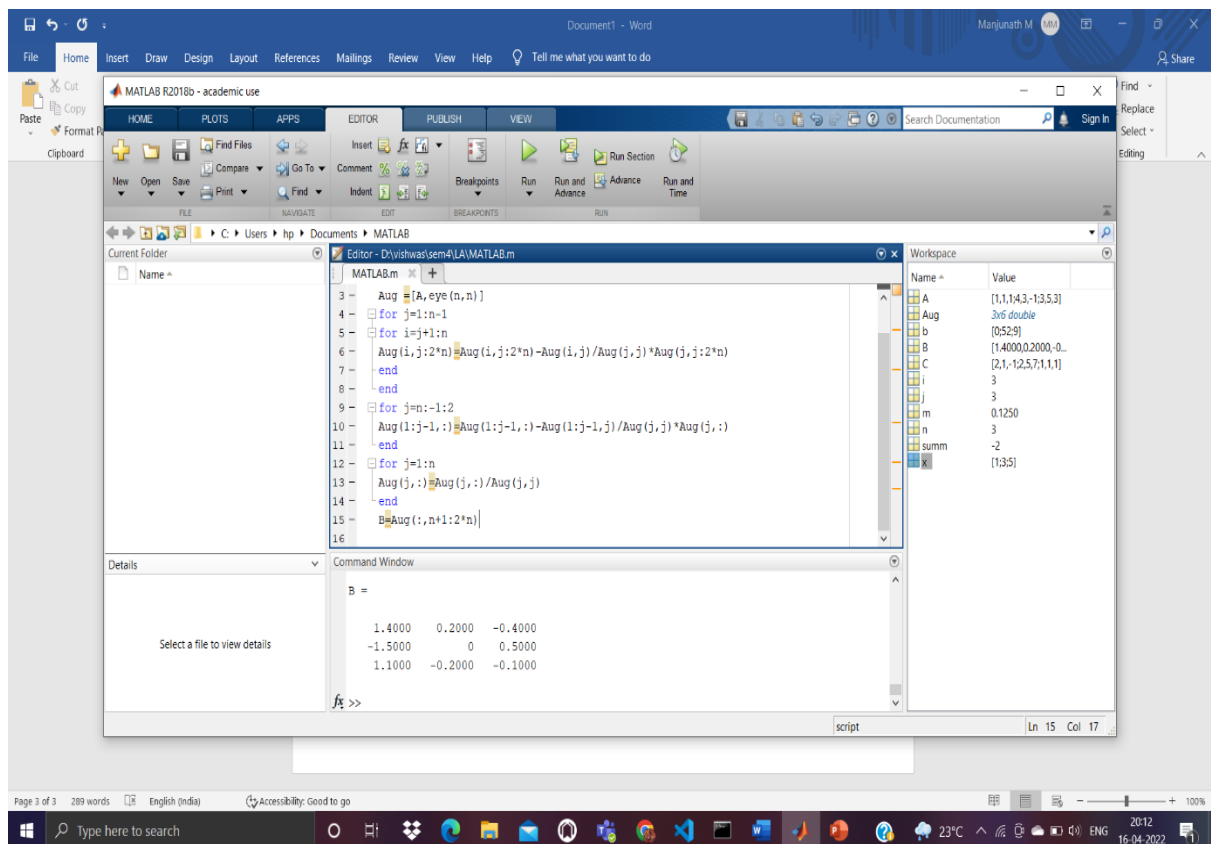 Document1 - Word
Manjunath M MM
File Home Insert Draw Design Layout References Mailings Review View Help Tell me what you want to do Share
Paste
Cut
Copy
Format P
Clipboard
Find
Replace
Select
Editing
MATLAB R2018b - academic use
HOME PLOTS APPS EDITOR PUBLISH VIEW Search Documentation Sign In
New Open Save
Find Files
Compare
Print
Go To
Find
Insert fx
Comment
Indent
Breakpoints Run Run and Advance Run Section Advance Run and Time
FILE NAVIGATE EDIT BREAKPOINTS RUN
C: Users hp Documents MATLAB
Current Folder
Name
Details
Select a file to view details
Editor - D:\vishwas\sem4\LA\MATLAB.m
MATLAB.m +
3 - Aug =[A,eye(n,n)]
4 - for j=1:n-1
5 - for i=j+1:n
6 - Aug(i,j:2*n)=Aug(i,j:2*n)-Aug(i,j)/Aug(j,j)*Aug(j,j:2*n)
7 - end
8 - end
9 - for j=n:-1:2
10 - Aug(1:j-1,:)=Aug(1:j-1,:)-Aug(1:j-1,j)/Aug(j,j)*Aug(j,:)
11 - end
12 - for j=1:n
13 - Aug(j,:)=Aug(j,:)/Aug(j,j)
14 - end
15 - B=Aug(:,n+1:2*n)
16
Command Window
B =
1.4000 0.2000 -0.4000
-1.5000 0 0.5000
1.1000 -0.2000 -0.1000
fx >>
Workspace
Name Value
A [1,1,1;4,3,-1;3,5,3]
Aug 3x6 double
b [0;52;9]
B [1.4000,0.2000,-0...
C [2,1,-1;2,5,7;1,1,1]
i 3
j 3
m 0.1250
n 3
summ -2
x [1;3;5]
script Ln 15 Col 17
Page 3 of 3 289 words English (India) Accessibility: Good to go 100%
Type here to search
23°C ENG 20:12
16-04-2022